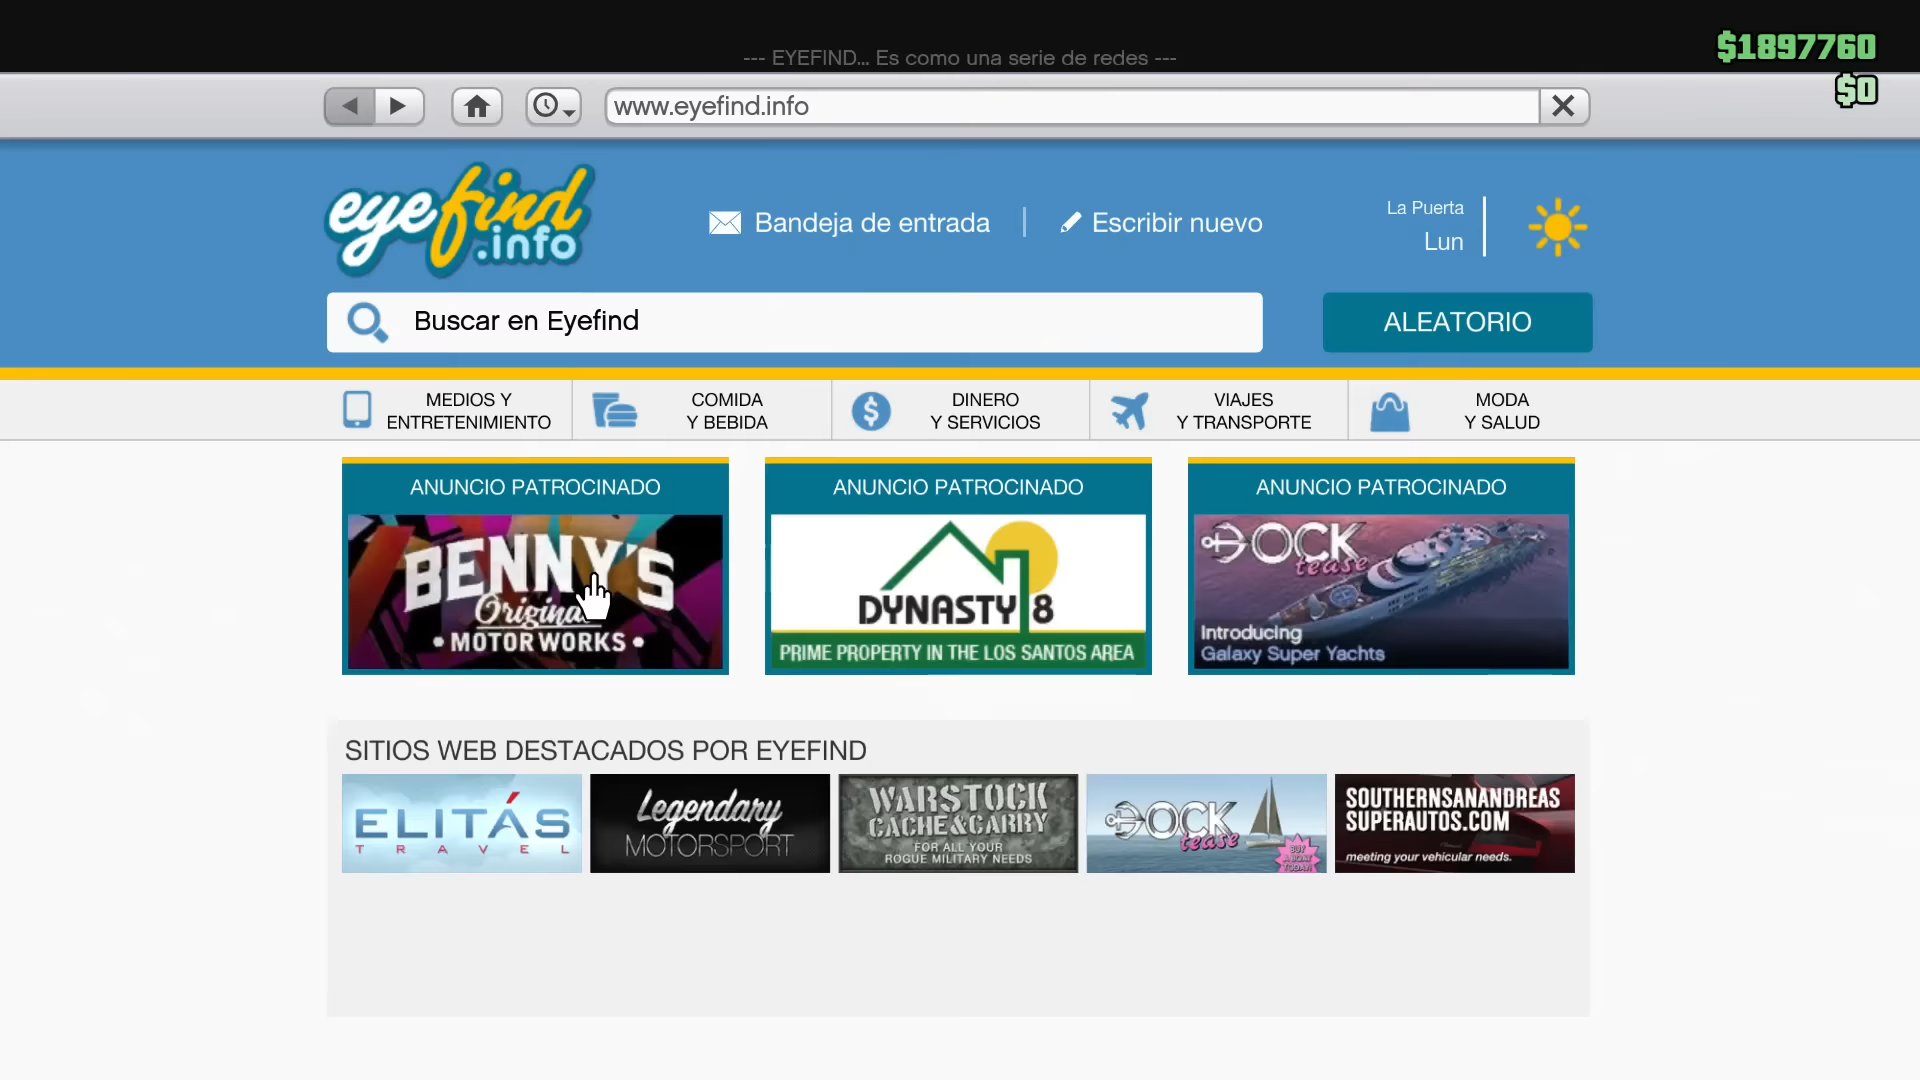 $1897760
--- EYEFIND... Es como una serie de redes ---
$0
www.eyefind.info
eyefind
.info
Bandeja de entrada
Escribir nuevo
La Puerta
Lun
Buscar en Eyefind
ALEATORIO
MEDIOS Y
ENTRETENIMIENTO
COMIDA
Y BEBIDA
DINERO
Y SERVICIOS
VIAJES
Y TRANSPORTE
MODA
Y SALUD
ANUNCIO PATROCINADO
BENNY'S
Original
• MOTOR WORKS •
ANUNCIO PATROCINADO
DYNASTY 8
PRIME PROPERTY IN THE LOS SANTOS AREA
ANUNCIO PATROCINADO
DOCK
tease
Introducing
Galaxy Super Yachts
SITIOS WEB DESTACADOS POR EYEFIND
ELITÁS
TRAVEL
Legendary
MOTORSPORT
WARSTOCK
CACHE & CARRY
FOR ALL YOUR
ROGUE MILITARY NEEDS
DOCK
tease
BUY
A BOAT
TODAY!
SOUTHERNSANANDREAS
SUPERAUTOS.COM
meeting your vehicular needs.